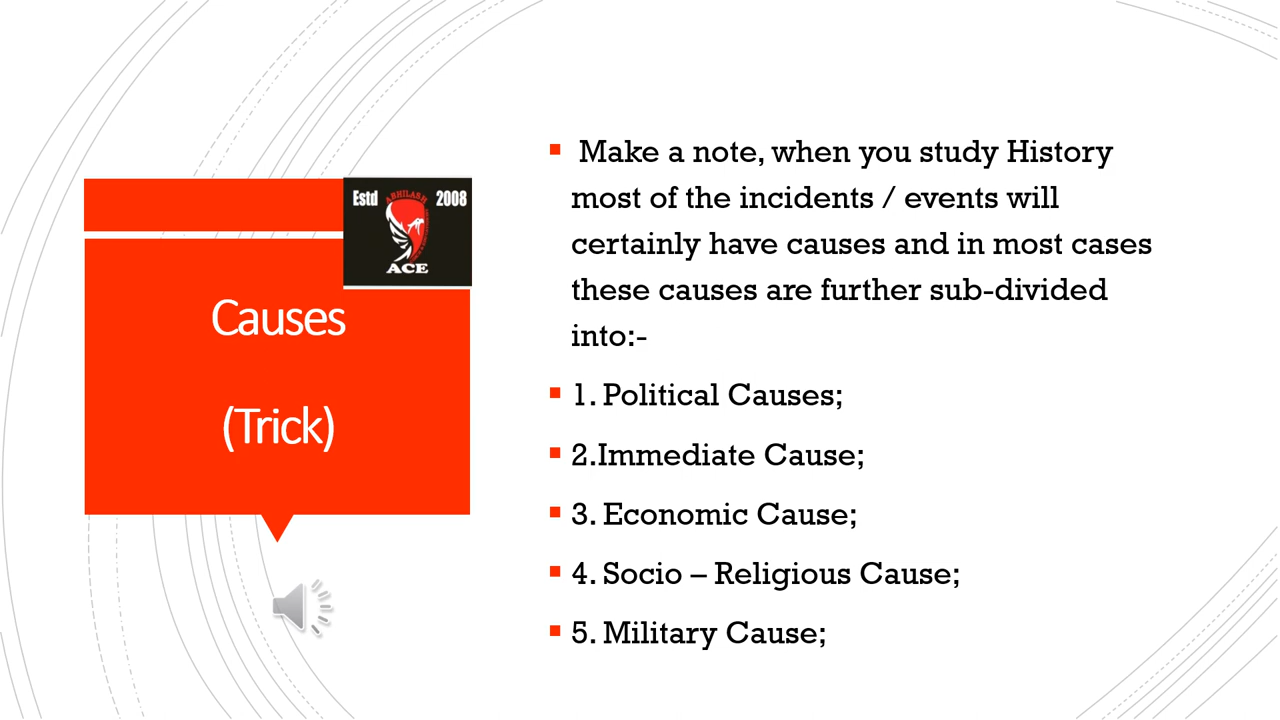 Estd ABHILASH 2008
ACE
Causes
(Trick)
Make a note, when you study History
most of the incidents / events will
certainly have causes and in most cases
these causes are further sub-divided
into:-
1. Political Causes;
2.Immediate Cause;
3. Economic Cause;
4. Socio – Religious Cause;
5. Military Cause;